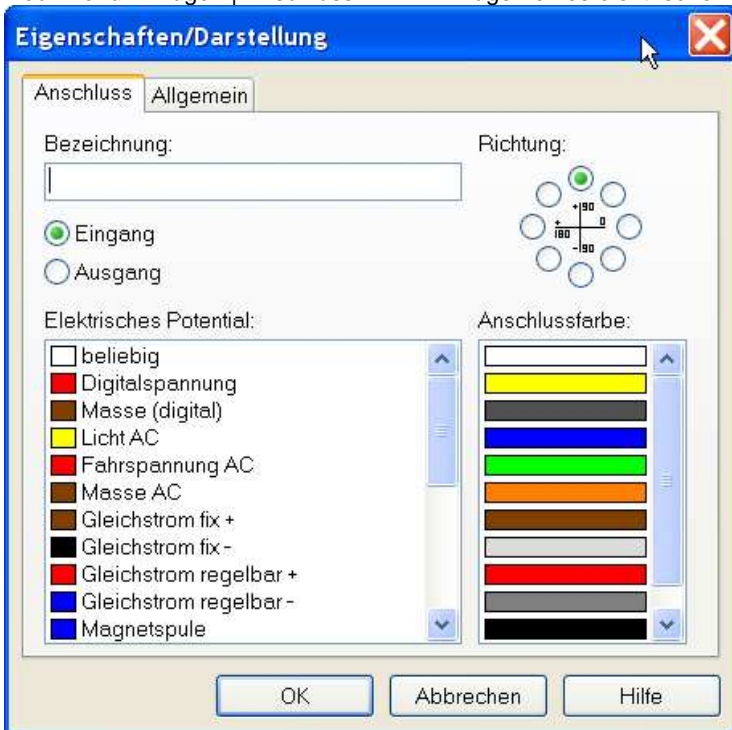 Eigenschaften/Darstellung
Anschluss Allgemein
Bezeichnung:
Richtung:
+90
± 0
180
-90
Eingang
Ausgang
Elektrisches Potential:
Anschlussfarbe:
beliebig
Digitalspannung
Masse (digital)
Licht AC
Fahrspannung AC
Masse AC
Gleichstrom fix +
Gleichstrom fix -
Gleichstrom regelbar +
Gleichstrom regelbar -
Magnetspule
OK Abbrechen Hilfe